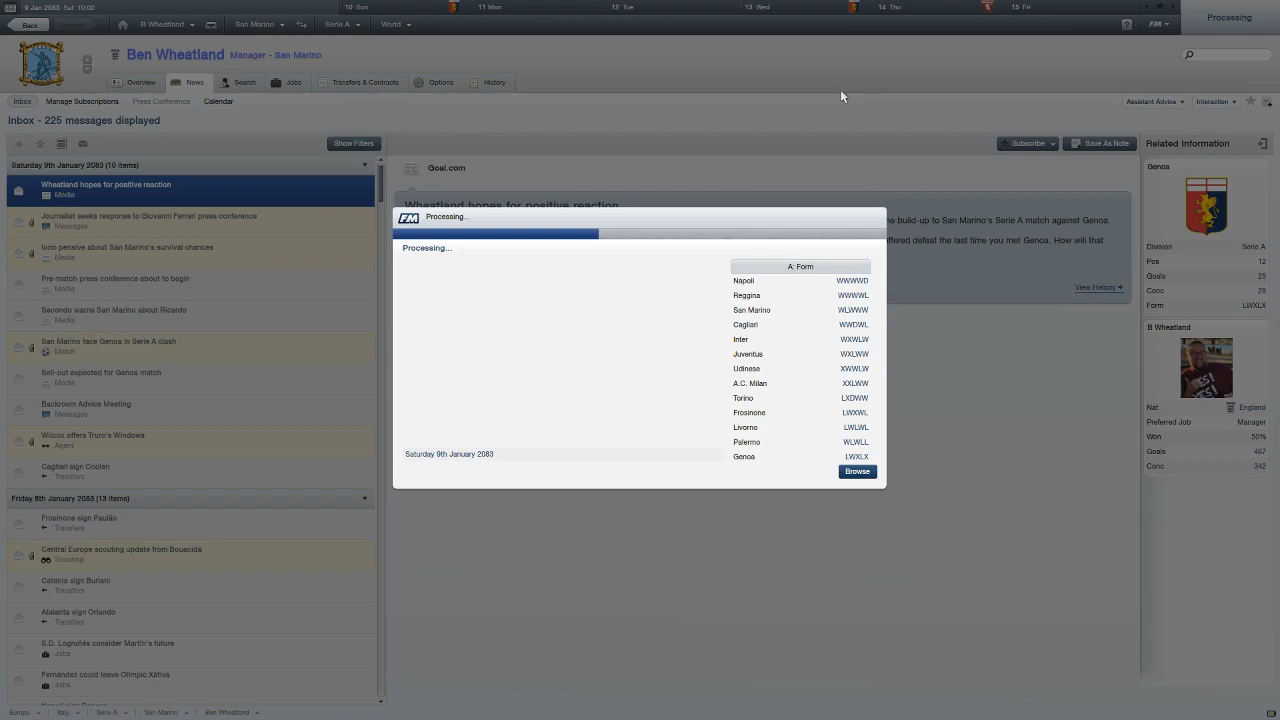 9 Jan 2083 Sat 10:00
10 Sun
11 Mon
12 Tue
13 Wed
14 Thu
15 Fri
Processing
Back
B Wheatland
San Marino
Serie A
World
FM
Ben Wheatland Manager - San Marino
Overview
News
Search
Jobs
Transfers & Contracts
Options
History
Inbox
Manage Subscriptions
Press Conference
Calendar
Assistant Advice
Interaction
Inbox - 225 messages displayed
Show Filters
Subscribe
Save As Note
Related Information
Saturday 9th January 2083 (10 items)
Wheatland hopes for positive reaction
Media
Journalist seeks response to Giovanni Ferrari press conference
Messages
Iorio pensive about San Marino's survival chances
Messages
Pre-match press conference about to begin
Media
Secondo warns San Marino about Ricardo
Media
San Marino face Genoa in Serie A clash
Match
Sell-out expected for Genoa match
Media
Backroom Advice Meeting
Messages
Wilcox offers Truro's Windows
Agent
Cagliari sign Coolen
Transfers
Friday 8th January 2083 (13 items)
Frosinone sign Paulão
Transfers
Central Europe scouting update from Bouacida
Scouting
Catania sign Buriani
Transfers
Atalanta sign Orlando
Transfers
S.D. Logroñés consider Martín's future
Jobs
Fernández could leave Olímpic Xàtiva
Jobs
Goal.com
Wheatland hopes for positive reaction
he build-up to San Marino's Serie A match against Genoa.
ffered defeat the last time you met Genoa. How will that
View History
FM Processing...
Processing...
A: Form
Napoli WWWWD
Reggina WWWWL
San Marino WLWWW
Cagliari WWDWL
Inter WXWLW
Juventus WXLWW
Udinese XWWLW
A.C. Milan XXLWW
Torino LXDWW
Frosinone LWXWL
Livorno LWLWL
Palermo WLWLL
Genoa LWXLX
Saturday 9th January 2083
Browse
Genoa
Division Serie A
Pos 12
Goals 23
Conc 29
Form LWXLX
B Wheatland
Nat England
Preferred Job Manager
Won 50%
Goals 467
Conc 342
Europe
Italy
Serie A
San Marino
Ben Wheatland